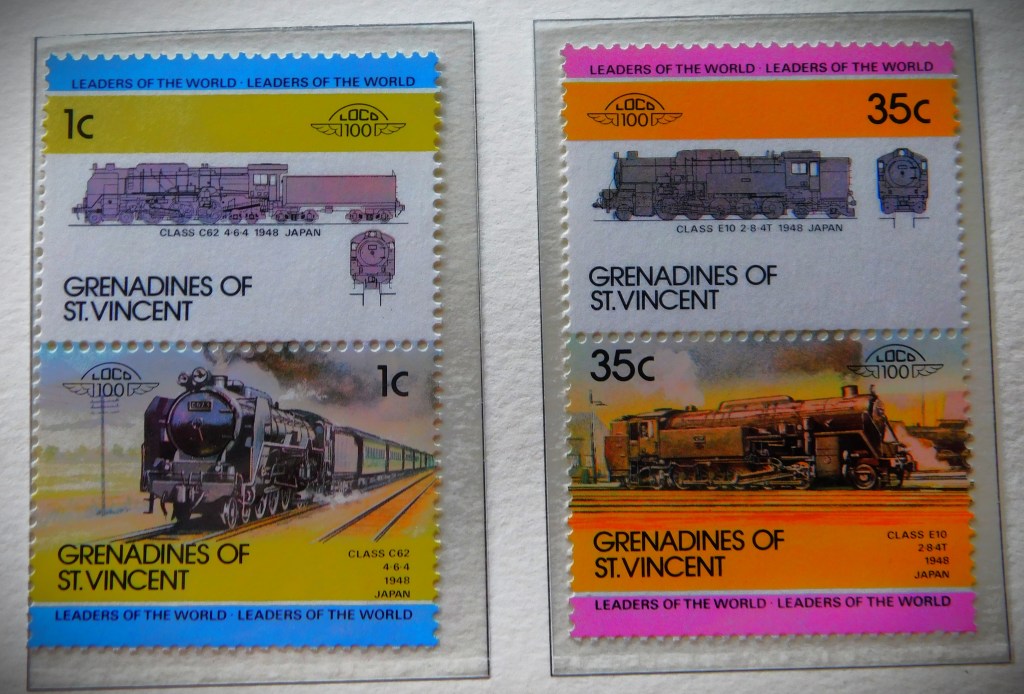 LEADERS OF THE WORLD · LEADERS OF THE WORLD
1c
LOCO
100
CLASS C62 4·6·4 1948 JAPAN
GRENADINES OF
ST. VINCENT
LOCO
100
1c
GRENADINES OF
ST. VINCENT
CLASS C62
4·6·4
1948
JAPAN
LEADERS OF THE WORLD · LEADERS OF THE WORLD
LEADERS OF THE WORLD · LEADERS OF THE WORLD
LOCO
100
35c
CLASS E10 2·8·4T 1948 JAPAN
GRENADINES OF
ST. VINCENT
35c
LOCO
100
GRENADINES OF
ST. VINCENT
CLASS E10
2·8·4T
1948
JAPAN
LEADERS OF THE WORLD · LEADERS OF THE WORLD